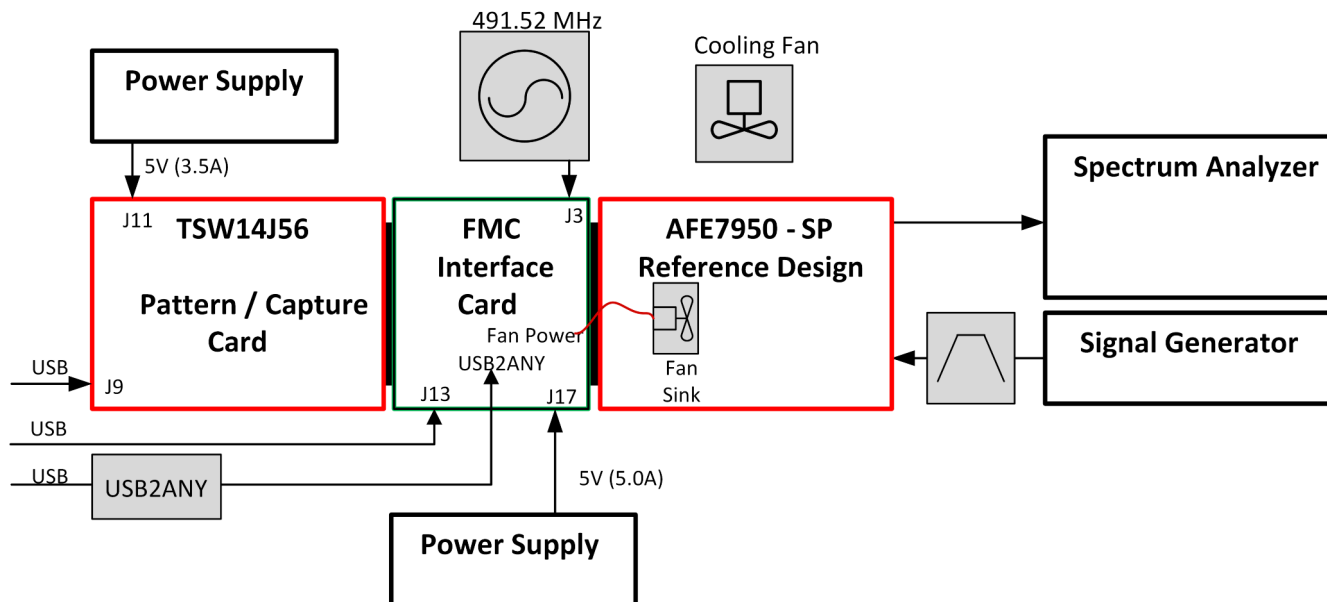 491.52 MHz
Cooling Fan
Power Supply
5V (3.5A)
Spectrum Analyzer
J11
TSW14J56
Pattern / Capture
Card
J9
J3
FMC
Interface
Card
Fan Power
USB2ANY
J13
J17
AFE7950 - SP
Reference Design
Fan
Sink
Signal Generator
USB
USB
USB
USB2ANY
5V (5.0A)
Power Supply